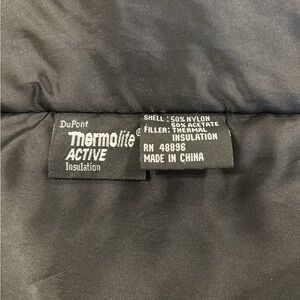 DuPont
Thermolite®
ACTIVE
Insulation
SHELL: 50% NYLON
50% ACETATE
FILLER: THERMAL
INSULATION
RN 48896
MADE IN CHINA